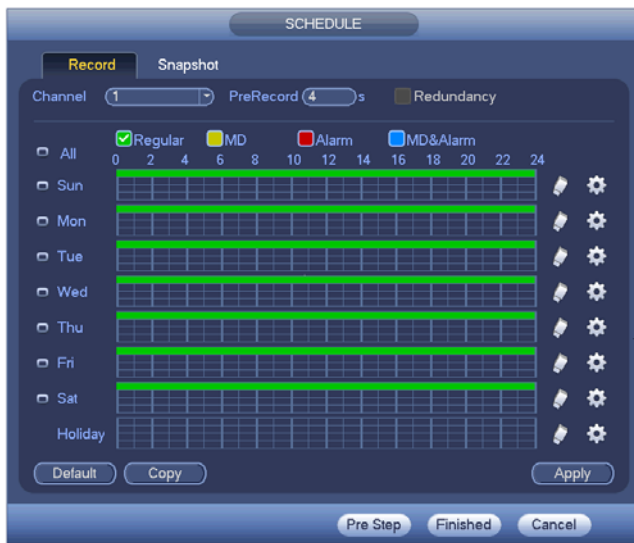 SCHEDULE
Record Snapshot
Channel 1 PreRecord 4 s Redundancy
Regular MD Alarm MD&Alarm
All 0 2 4 6 8 10 12 14 16 18 20 22 24
Sun
Mon
Tue
Wed
Thu
Fri
Sat
Holiday
Default Copy Apply
Pre Step Finished Cancel